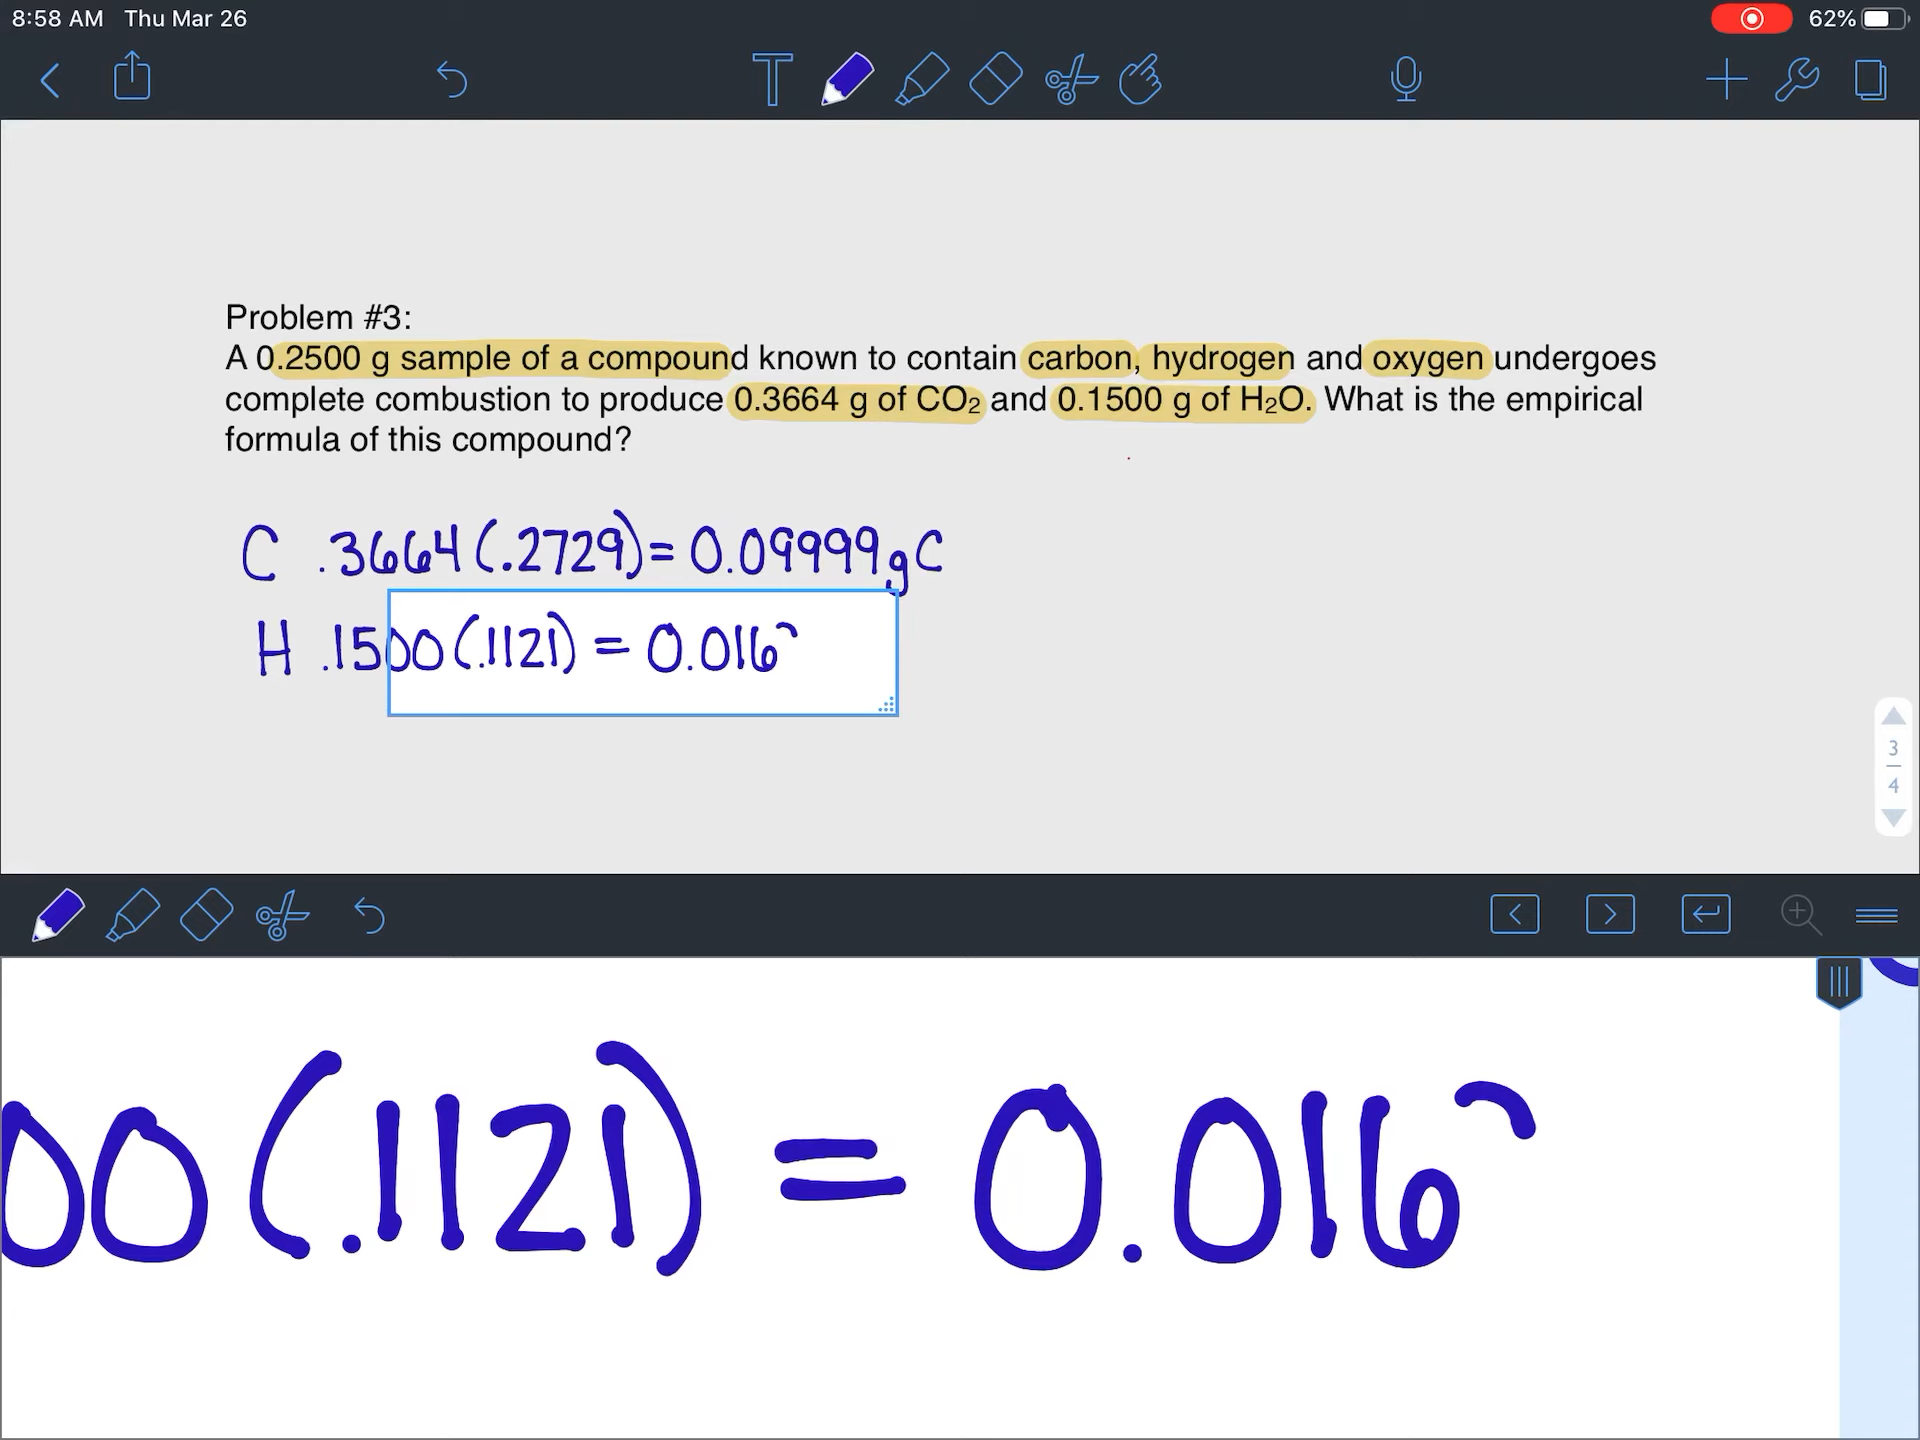 8:58 AM Thu Mar 26
62%
T
Problem #3:
A 0.2500 g sample of a compound known to contain carbon, hydrogen and oxygen undergoes
complete combustion to produce 0.3664 g of CO2 and 0.1500 g of H2O. What is the empirical
formula of this compound?
C .3664(.2729)= 0.09999gC
H .1500(.1121) = 0.016
3
4
00(.1121) = 0.016